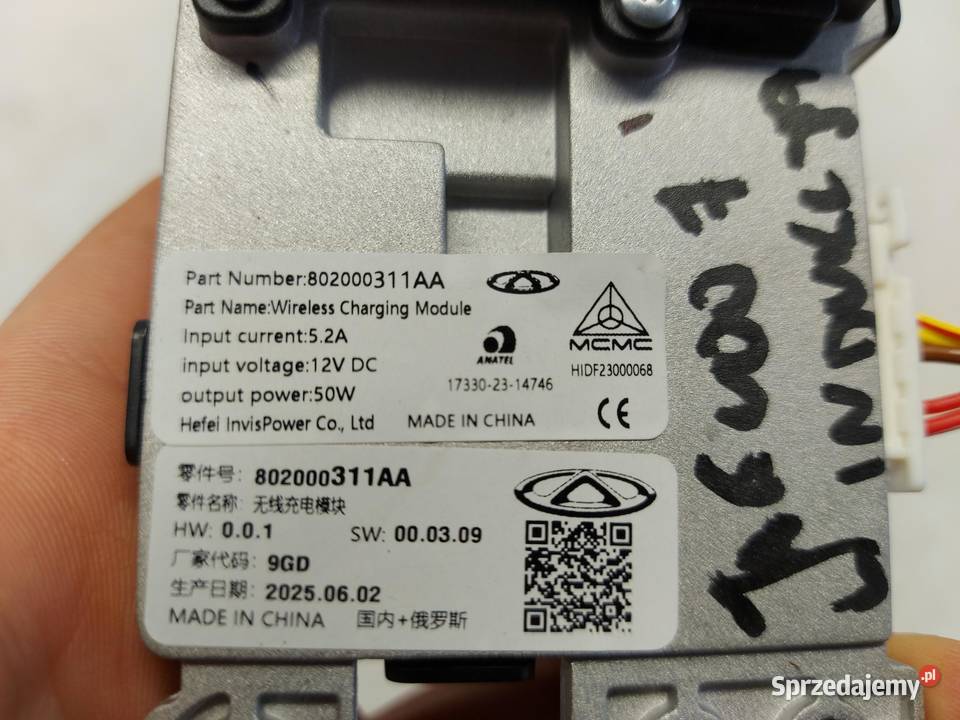 Part Number:802000311AA
Part Name:Wireless Charging Module
Input current:5.2A
input voltage:12V DC
output power:50W
Hefei InvisPower Co., Ltd
ANATEL
17330-23-14746
MCMC
HIDF23000068
MADE IN CHINA
CE
零件号: 802000311AA
零件名称: 无线充电模块
HW: 0.0.1
SW: 00.03.09
厂家代码: 9GD
生产日期: 2025.06.02
MADE IN CHINA
国内+俄罗斯
Sprzedajemy.pl